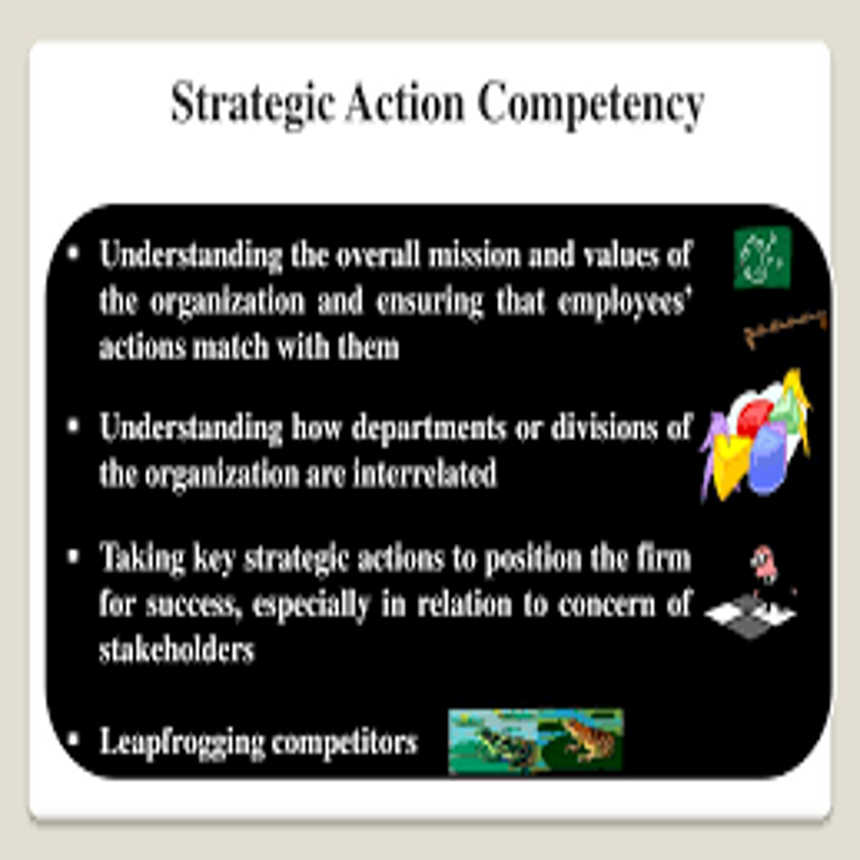 Strategic Action Competency
▪ Understanding the overall mission and values of
the organization and ensuring that employees'
actions match with them
▪ Understanding how departments or divisions of
the organization are interrelated
▪ Taking key strategic actions to position the firm
for success, especially in relation to concern of
stakeholders
▪ Leapfrogging competitors